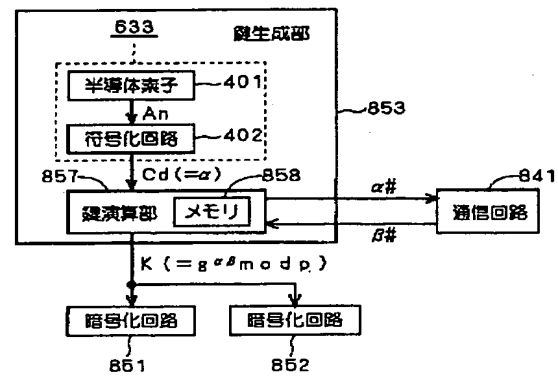 633
鍵生成部
半導体素子
401
An
符号化回路
402
853
Cd(=α)
857
858
841
鍵演算部
メモリ
α#
β#
通信回路
K(=g^αβ mod p)
暗号化回路
暗号化回路
851
852